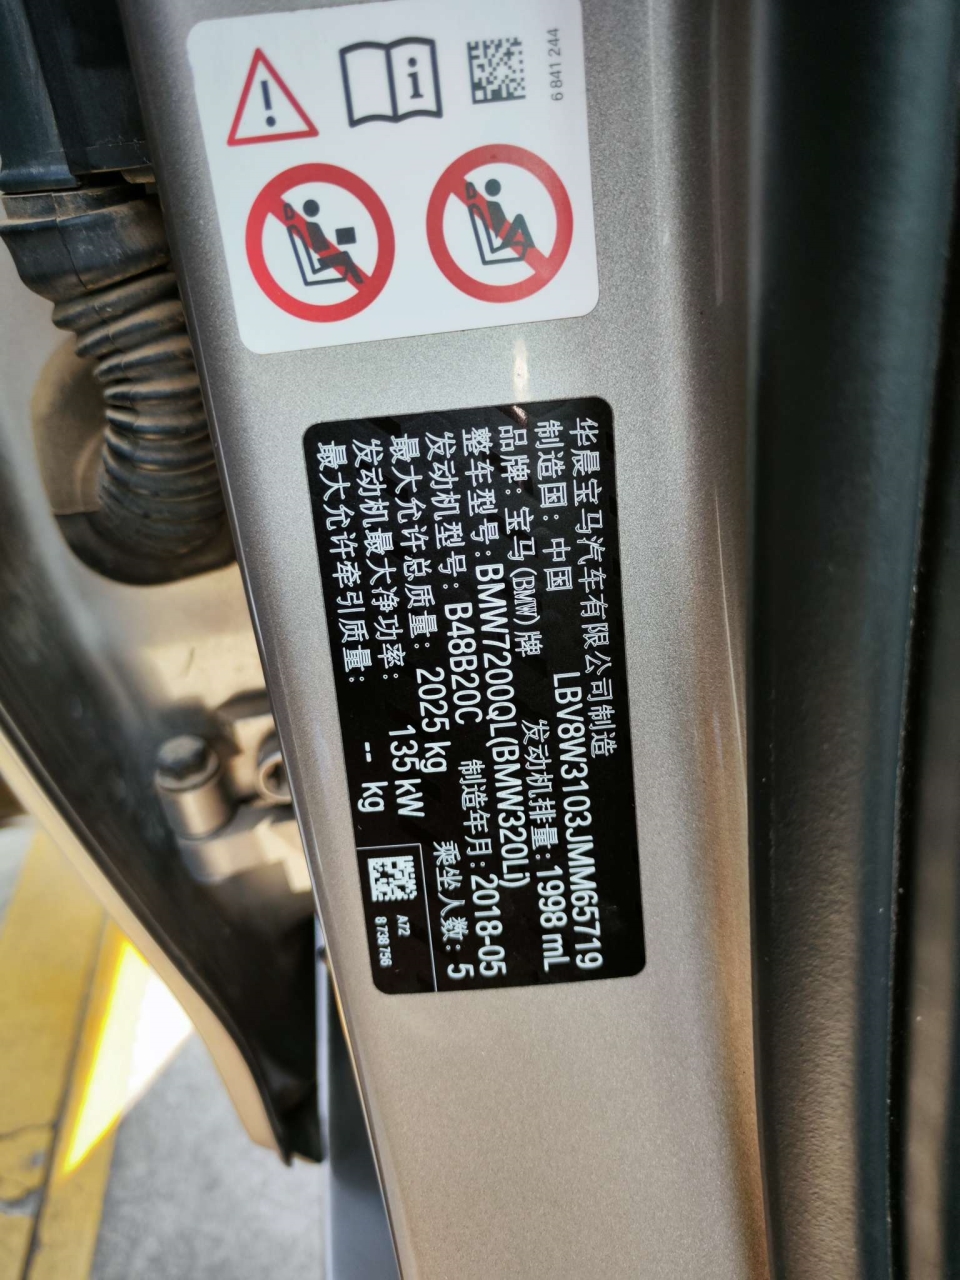 6 841 244
华晨宝马汽车有限公司制造
制造国：中国 LBV8W3103JMM65719
品牌：宝马(BMW)牌 发动机排量：1998 mL
整车型号：BMW7200QL(BMW320Li)
发动机型号：B48B20C 制造年月：2018-05
最大允许总质量：2025 kg 乘坐人数：5
发动机最大净功率：135 kW
最大允许牵引质量：-- kg
A72
8 738 756